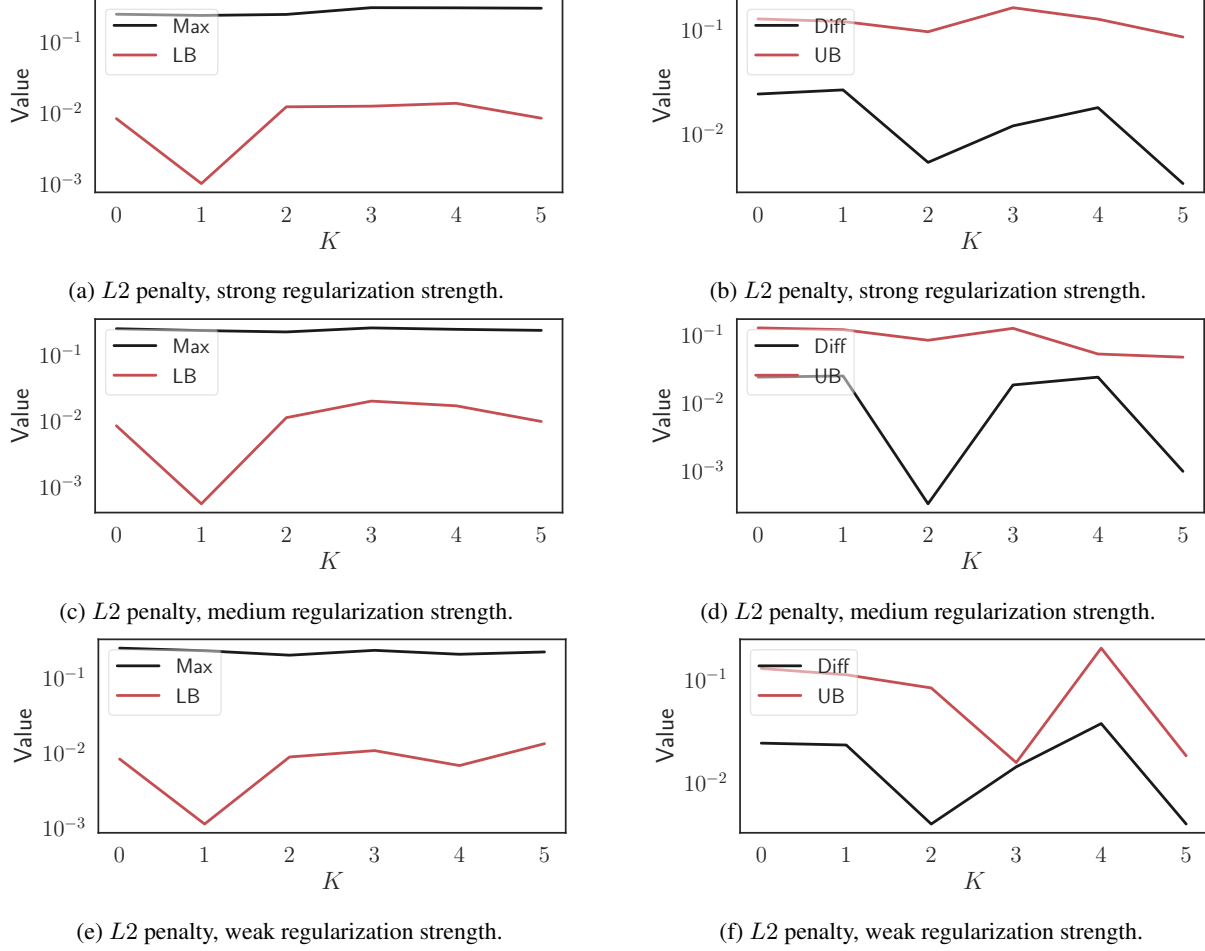 Value
10⁻¹
10⁻²
10⁻³
Max
LB
0 1 2 3 4 5
K
(a) L2 penalty, strong regularization strength.
Value
10⁻¹
10⁻²
Diff
UB
0 1 2 3 4 5
K
(b) L2 penalty, strong regularization strength.
Value
10⁻¹
10⁻²
10⁻³
Max
LB
0 1 2 3 4 5
K
(c) L2 penalty, medium regularization strength.
Value
10⁻¹
10⁻²
10⁻³
Diff
UB
0 1 2 3 4 5
K
(d) L2 penalty, medium regularization strength.
Value
10⁻¹
10⁻²
10⁻³
Max
LB
0 1 2 3 4 5
K
(e) L2 penalty, weak regularization strength.
Value
10⁻¹
10⁻²
Diff
UB
0 1 2 3 4 5
K
(f) L2 penalty, weak regularization strength.